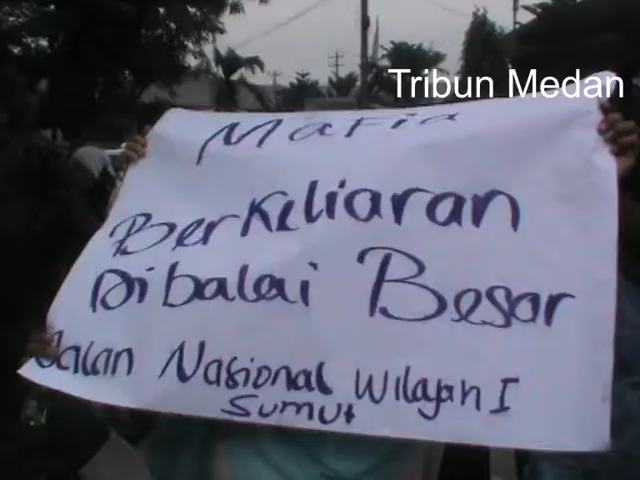 Tribun Medan
Mafia
Berkeliaran
Dibalai Besar
Jalan Nasional Wilayah I
Sumut